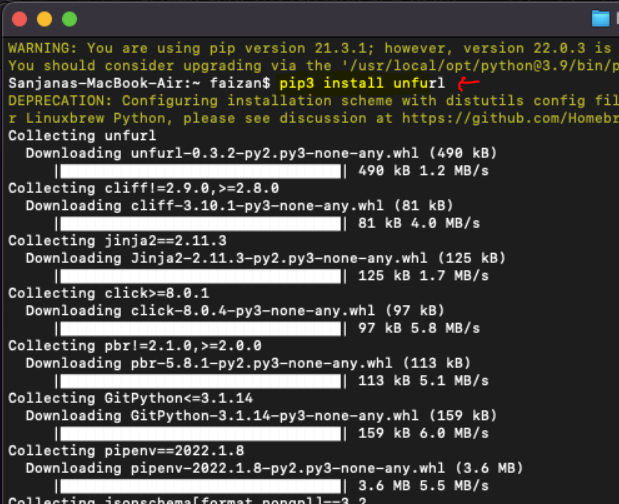 WARNING: You are using pip version 21.3.1; however, version 22.0.3 is
You should consider upgrading via the '/usr/local/opt/python@3.9/bin/p
Sanjanas-MacBook-Air:~ faizan$ pip3 install unfurl
DEPRECATION: Configuring installation scheme with distutils config fil
r Linuxbrew Python, please see discussion at https://github.com/Homebr
Collecting unfurl
Downloading unfurl-0.3.2-py2.py3-none-any.whl (490 kB)
|████████████████████████████████| 490 kB 1.2 MB/s
Collecting cliff!=2.9.0,>=2.8.0
Downloading cliff-3.10.1-py3-none-any.whl (81 kB)
|████████████████████████████████| 81 kB 4.0 MB/s
Collecting jinja2==2.11.3
Downloading Jinja2-2.11.3-py2.py3-none-any.whl (125 kB)
|████████████████████████████████| 125 kB 1.7 MB/s
Collecting click>=8.0.1
Downloading click-8.0.4-py3-none-any.whl (97 kB)
|████████████████████████████████| 97 kB 5.8 MB/s
Collecting pbr!=2.1.0,>=2.0.0
Downloading pbr-5.8.1-py2.py3-none-any.whl (113 kB)
|████████████████████████████████| 113 kB 5.1 MB/s
Collecting GitPython<=3.1.14
Downloading GitPython-3.1.14-py3-none-any.whl (159 kB)
|████████████████████████████████| 159 kB 6.0 MB/s
Collecting pipenv==2022.1.8
Downloading pipenv-2022.1.8-py2.py3-none-any.whl (3.6 MB)
|████████████████████████████████| 3.6 MB 5.5 MB/s